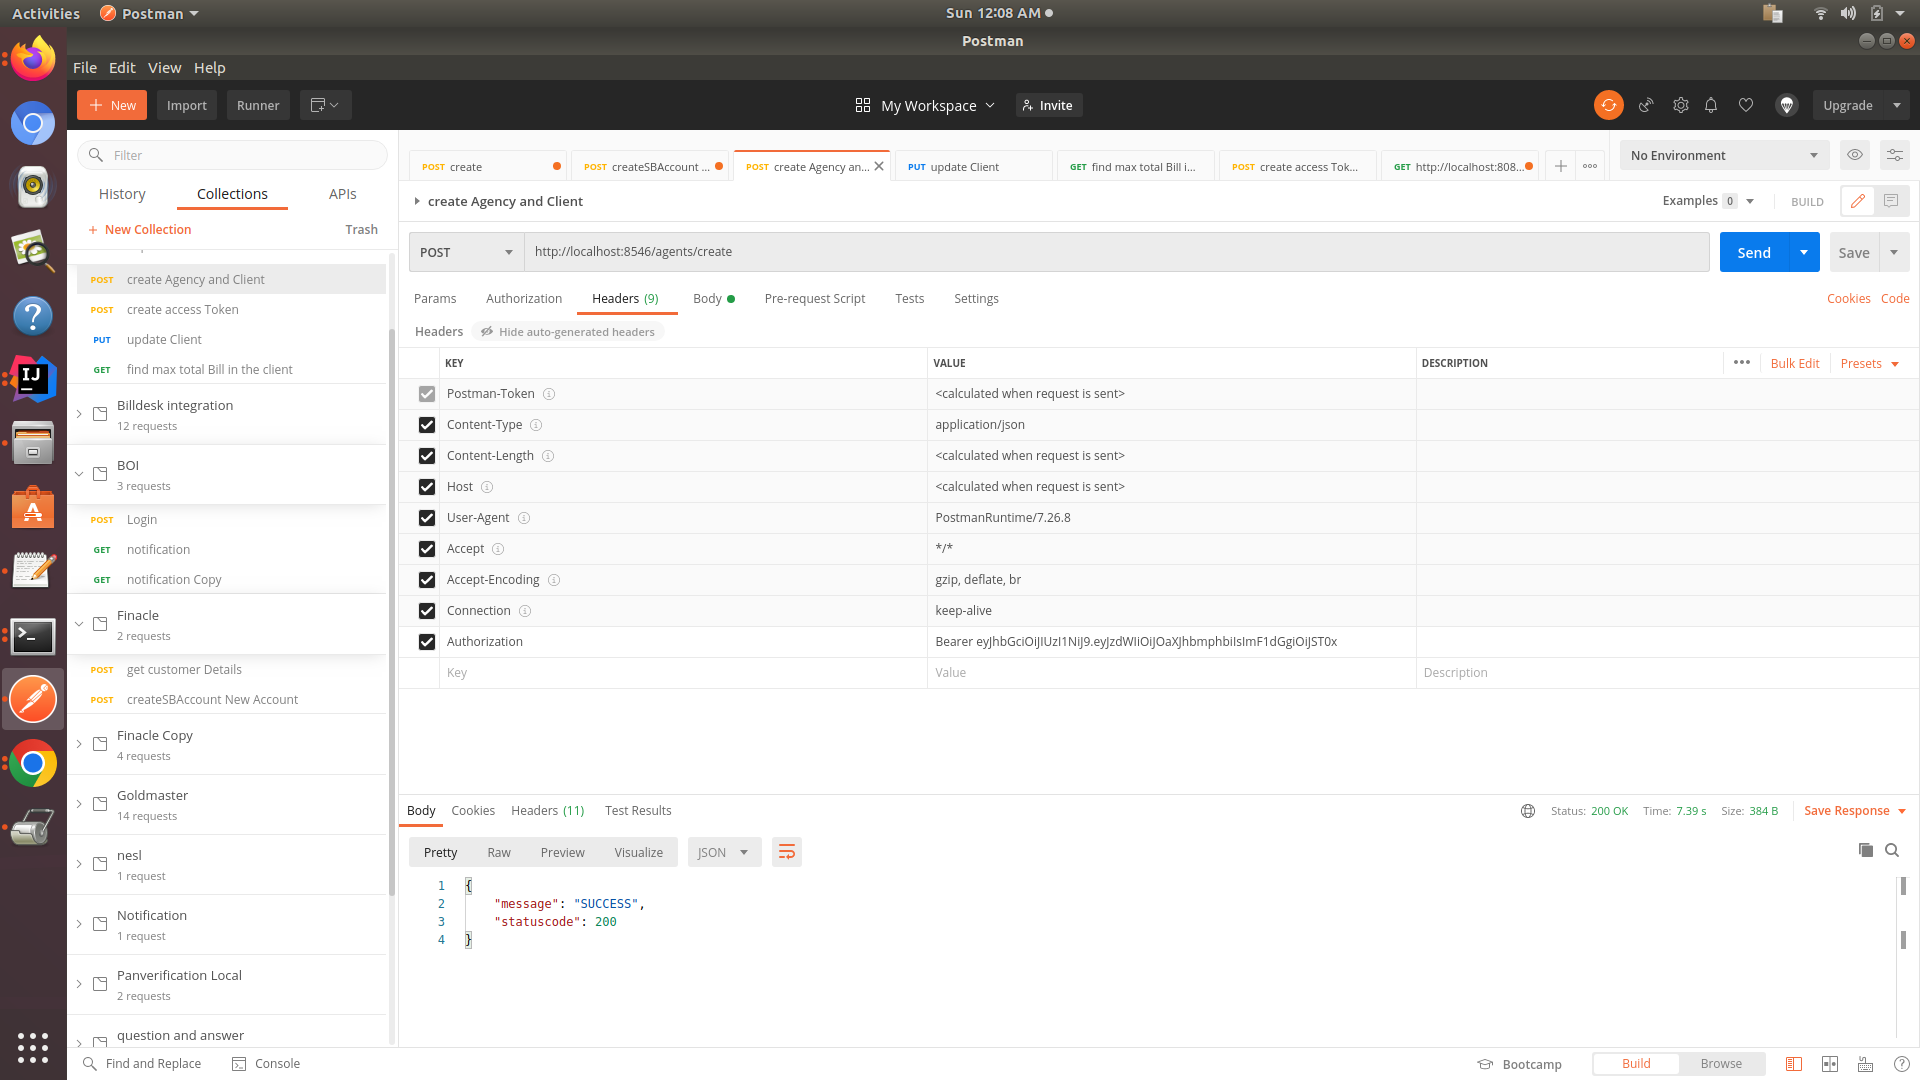 Activities
Postman
Sun 12:08 AM
Postman
File Edit View Help
New
Import
Runner
My Workspace
Invite
Upgrade
Filter
History
Collections
APIs
+ New Collection
Trash
POST create Agency and Client
POST create access Token
PUT update Client
GET find max total Bill in the client
Billdesk integration
12 requests
BOI
3 requests
POST Login
GET notification
GET notification Copy
Finacle
2 requests
POST get customer Details
POST createSBAccount New Account
Finacle Copy
4 requests
Goldmaster
14 requests
nesl
1 request
Notification
1 request
Panverification Local
2 requests
question and answer
POST create
POST createSBAccount ...
POST create Agency an...
PUT update Client
GET find max total Bill i...
POST create access Tok...
GET http://localhost:808...
No Environment
create Agency and Client
Examples 0
BUILD
POST
http://localhost:8546/agents/create
Send
Save
Params
Authorization
Headers (9)
Body
Pre-request Script
Tests
Settings
Cookies
Code
Headers
Hide auto-generated headers
KEY VALUE DESCRIPTION
Bulk Edit
Presets
Postman-Token <calculated when request is sent>
Content-Type application/json
Content-Length <calculated when request is sent>
Host <calculated when request is sent>
User-Agent PostmanRuntime/7.26.8
Accept */*
Accept-Encoding gzip, deflate, br
Connection keep-alive
Authorization Bearer eyJhbGciOiJIUzI1NiJ9.eyJzdWIiOiJOaXJhbmphbiIsImF1dGgiOiJST0x
Key Value Description
Body
Cookies
Headers (11)
Test Results
Status: 200 OK
Time: 7.39 s
Size: 384 B
Save Response
Pretty
Raw
Preview
Visualize
JSON
1 {
2 "message": "SUCCESS",
3 "statuscode": 200
4 }
Find and Replace
Console
Bootcamp
Build
Browse